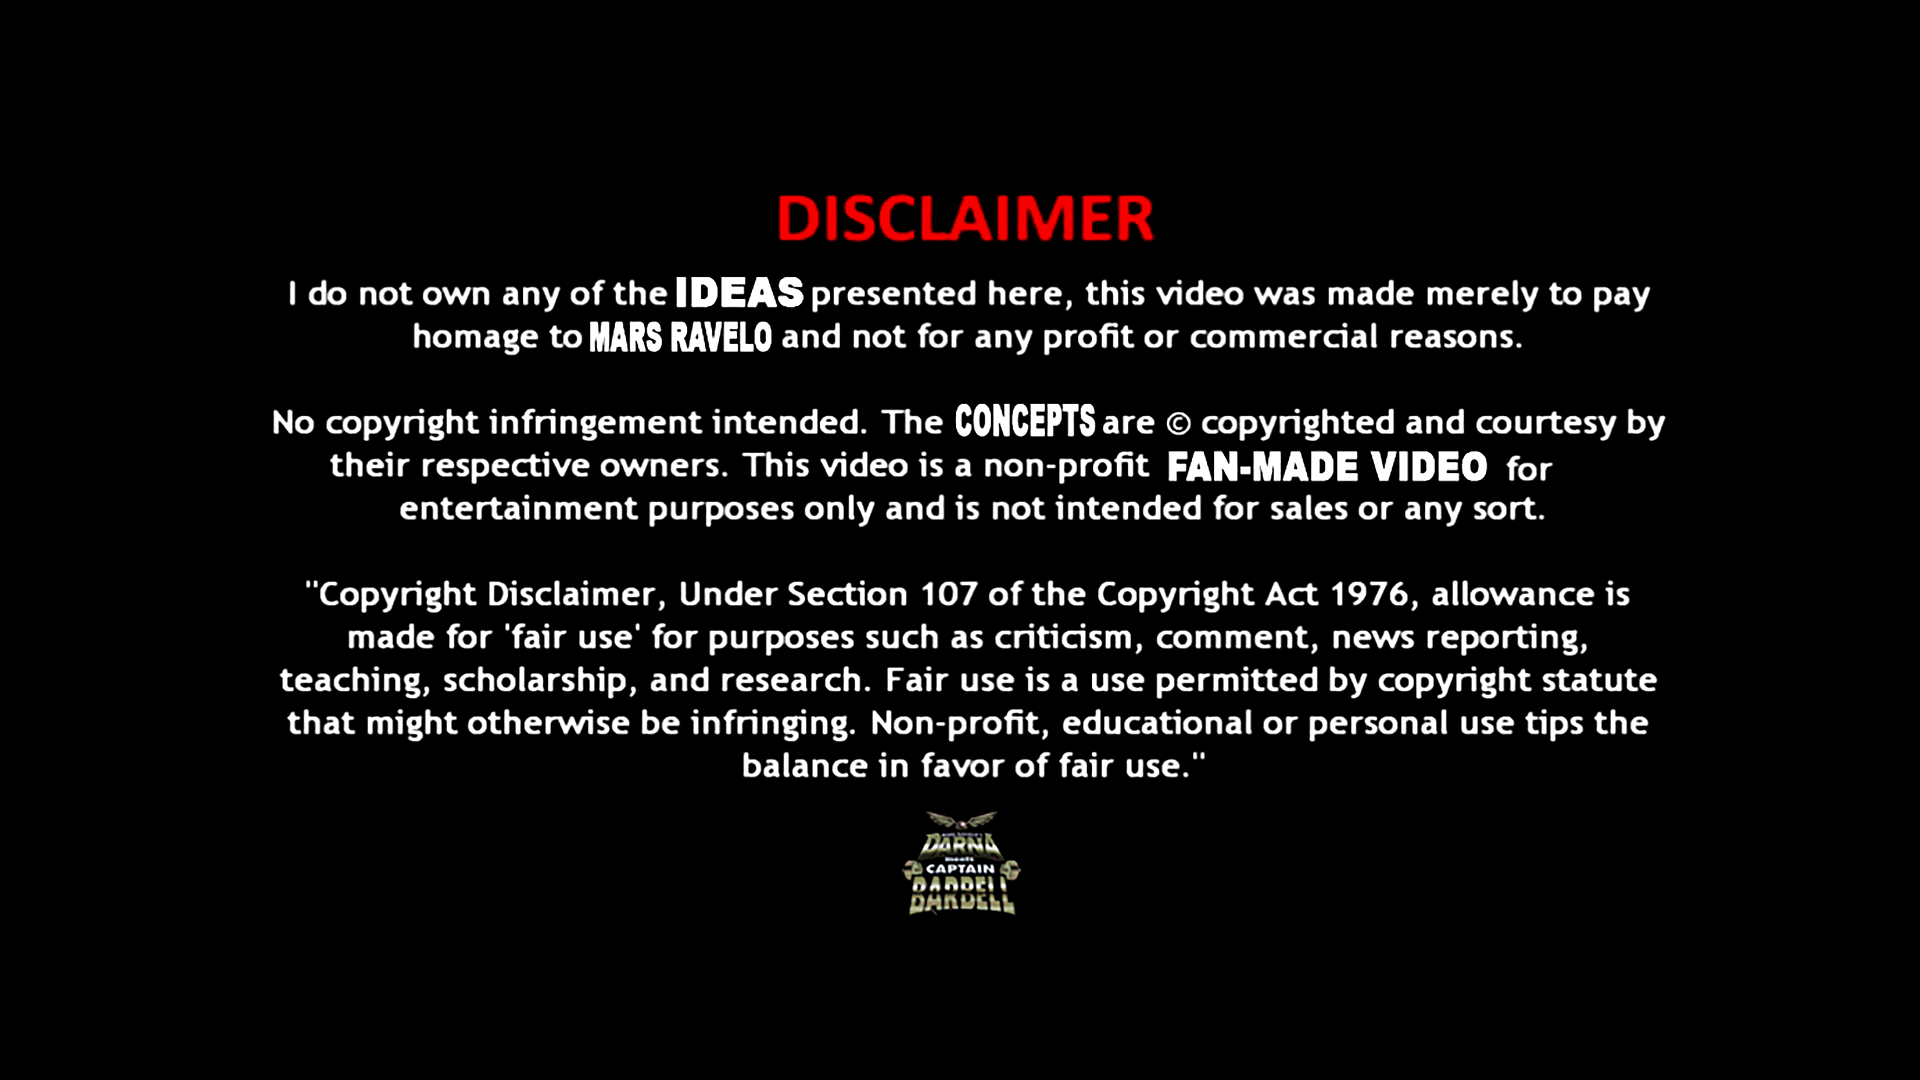 DISCLAIMER
I do not own any of the IDEAS presented here, this video was made merely to pay
homage to MARS RAVELO and not for any profit or commercial reasons.
No copyright infringement intended. The CONCEPTS are © copyrighted and courtesy by
their respective owners. This video is a non-profit FAN-MADE VIDEO for
entertainment purposes only and is not intended for sales or any sort.
"Copyright Disclaimer, Under Section 107 of the Copyright Act 1976, allowance is
made for 'fair use' for purposes such as criticism, comment, news reporting,
teaching, scholarship, and research. Fair use is a use permitted by copyright statute
that might otherwise be infringing. Non-profit, educational or personal use tips the
balance in favor of fair use."
DARNA
meets
CAPTAIN
BARBELL